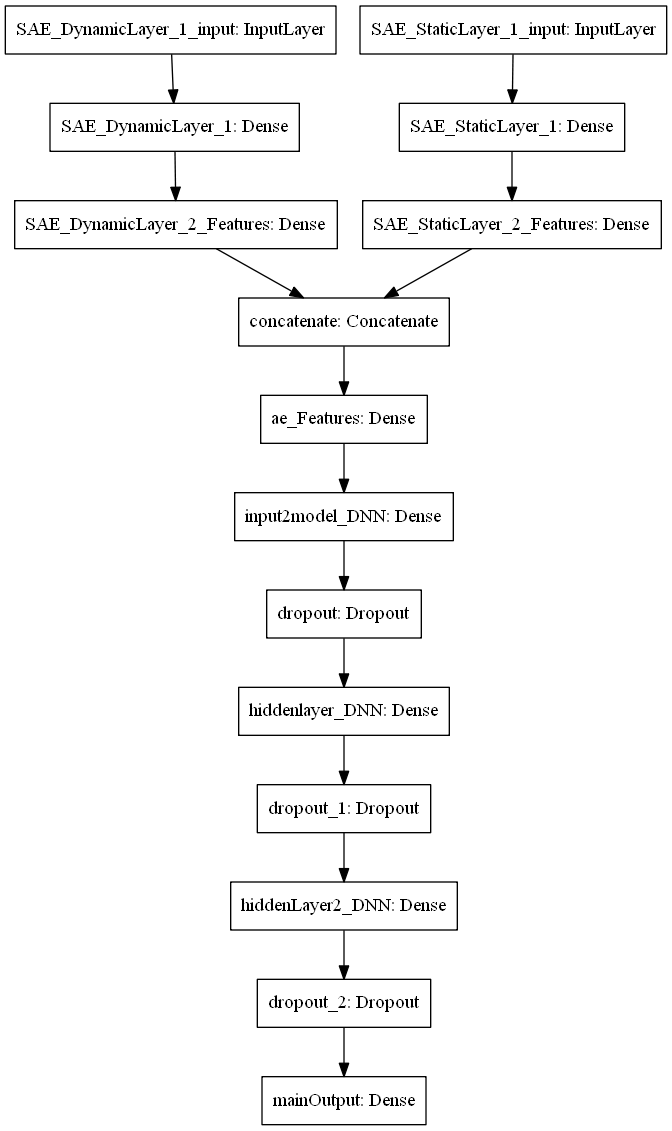 SAE_DynamicLayer_1_input: InputLayer
SAE_StaticLayer_1_input: InputLayer
SAE_DynamicLayer_1: Dense
SAE_StaticLayer_1: Dense
SAE_DynamicLayer_2_Features: Dense
SAE_StaticLayer_2_Features: Dense
concatenate: Concatenate
ae_Features: Dense
input2model_DNN: Dense
dropout: Dropout
hiddenlayer_DNN: Dense
dropout_1: Dropout
hiddenLayer2_DNN: Dense
dropout_2: Dropout
mainOutput: Dense